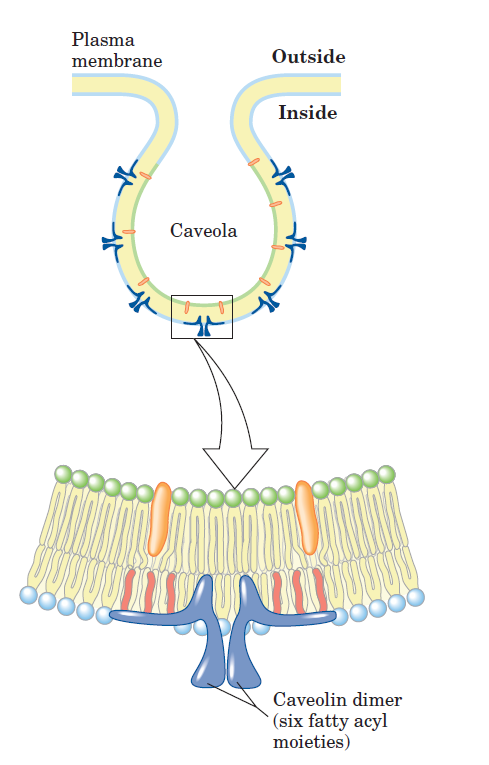 Plasma
membrane
Outside
Inside
Caveola
Caveolin dimer
(six fatty acyl
moieties)